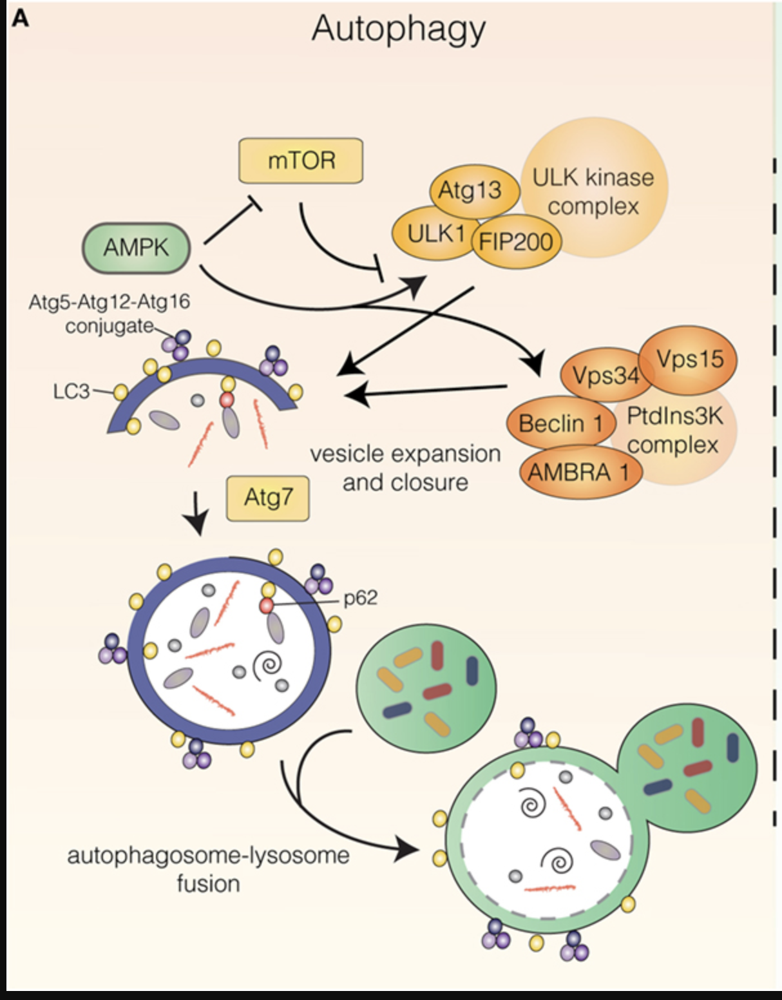 A
Autophagy
mTOR
Atg13
ULK kinase
complex
ULK1
FIP200
AMPK
Atg5-Atg12-Atg16
conjugate
LC3
Vps34
Vps15
Beclin 1
PtdIns3K
complex
AMBRA 1
vesicle expansion
and closure
Atg7
p62
autophagosome-lysosome
fusion